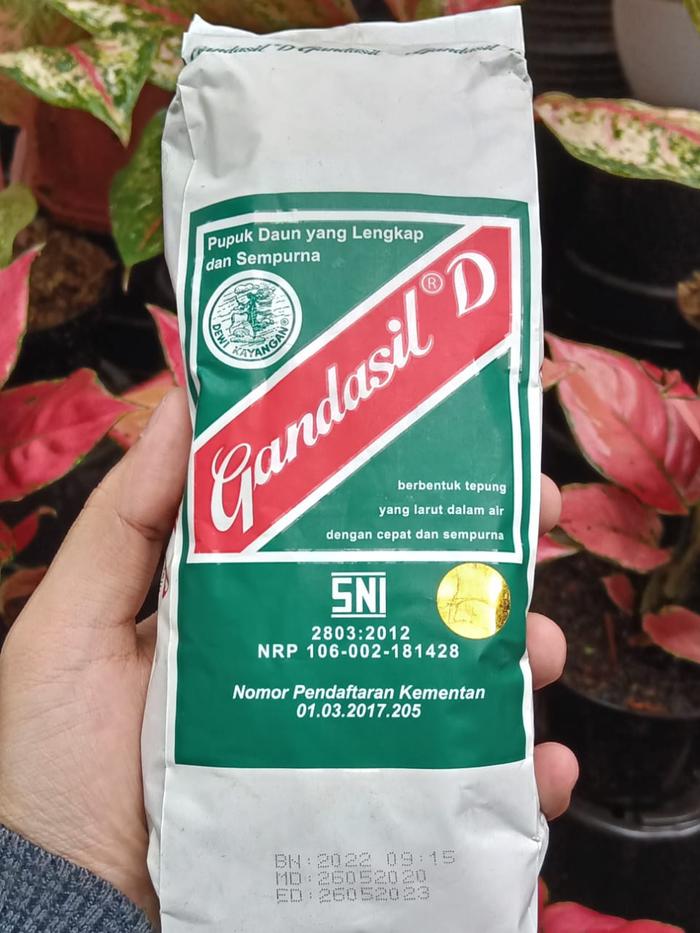 Gandasil D Gandasil
Gandasil
Pupuk Daun yang Lengkap
dan Sempurna
DEWI KAYANGAN®
Gandasil® D
berbentuk tepung
yang larut dalam air
dengan cepat dan sempurna
SNI
2803:2012
NRP 106-002-181428
Nomor Pendaftaran Kementan
01.03.2017.205
BN:2022 09:15
MD:26052020
ED:26052023